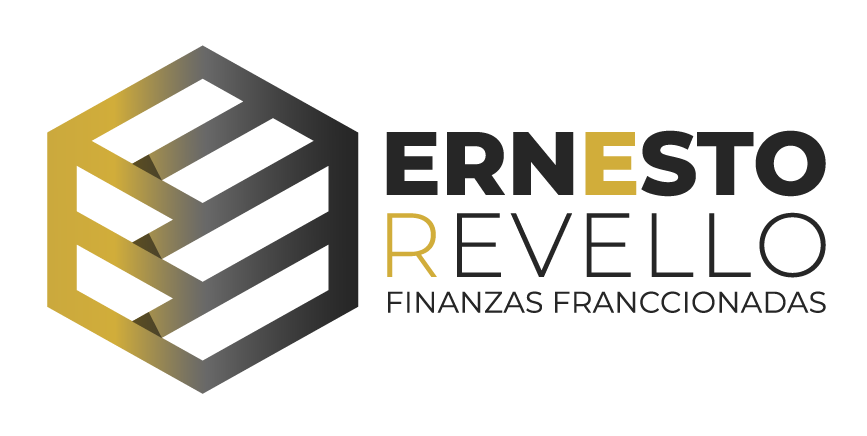 ERNESTO
REVELLO
FINANZAS FRANCCIONADAS